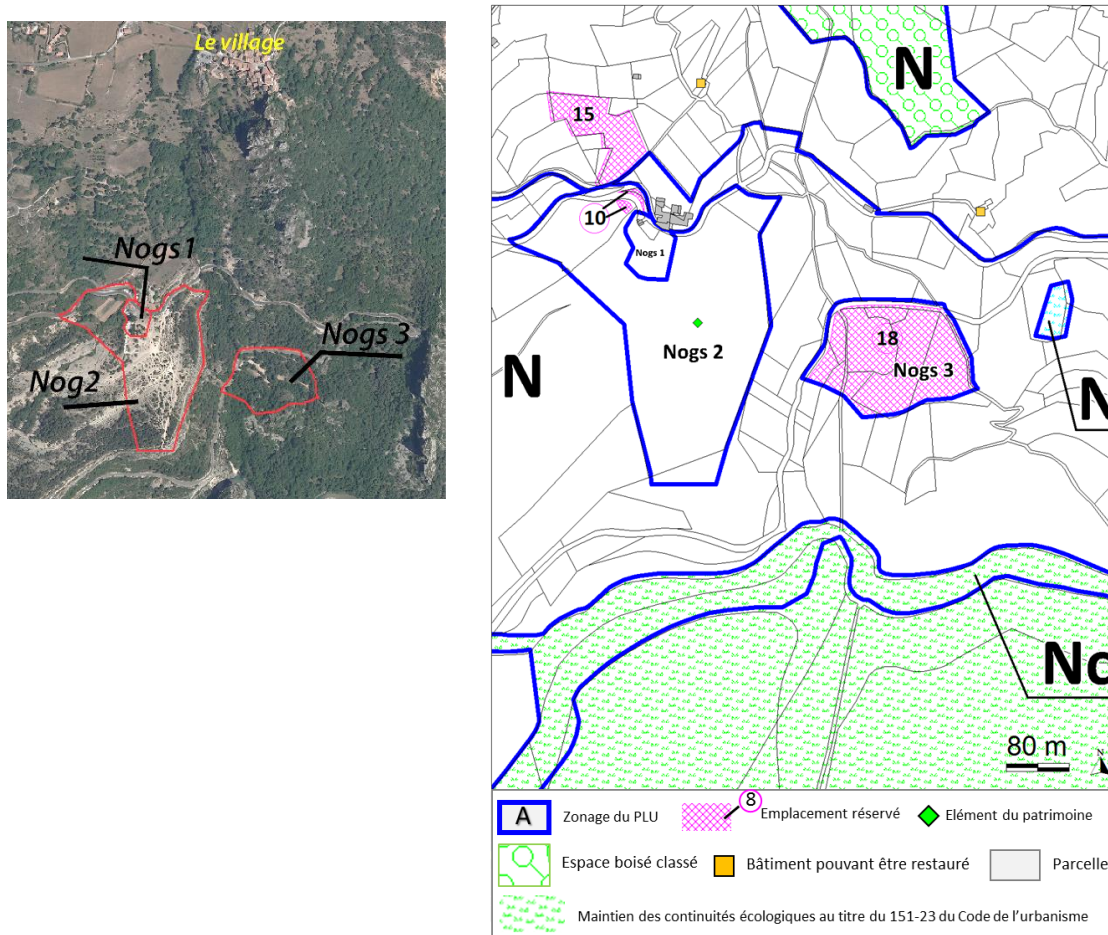 Le village
Nogs1
Nogs 3
Nog2
N
15
10
Nogs 1
18
Nogs 2
Nogs 3
N
N
Nc
80 m
N
A
Zonage du PLU
8
Emplacement réservé
Elément du patrimoine
Espace boisé classé
Bâtiment pouvant être restauré
Parcelle
Maintien des continuités écologiques au titre du 151-23 du Code de l'urbanisme